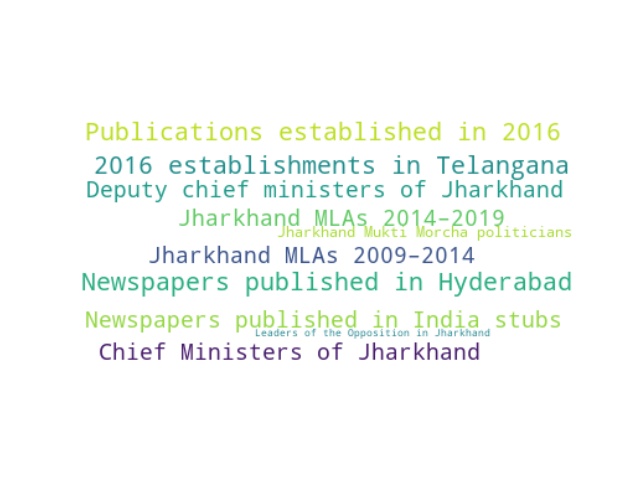 Publications established in 2016
2016 establishments in Telangana
Deputy chief ministers of Jharkhand
Jharkhand MLAs 2014–2019
Jharkhand Mukti Morcha politicians
Jharkhand MLAs 2009–2014
Newspapers published in Hyderabad
Newspapers published in India stubs
Leaders of the Opposition in Jharkhand
Chief Ministers of Jharkhand